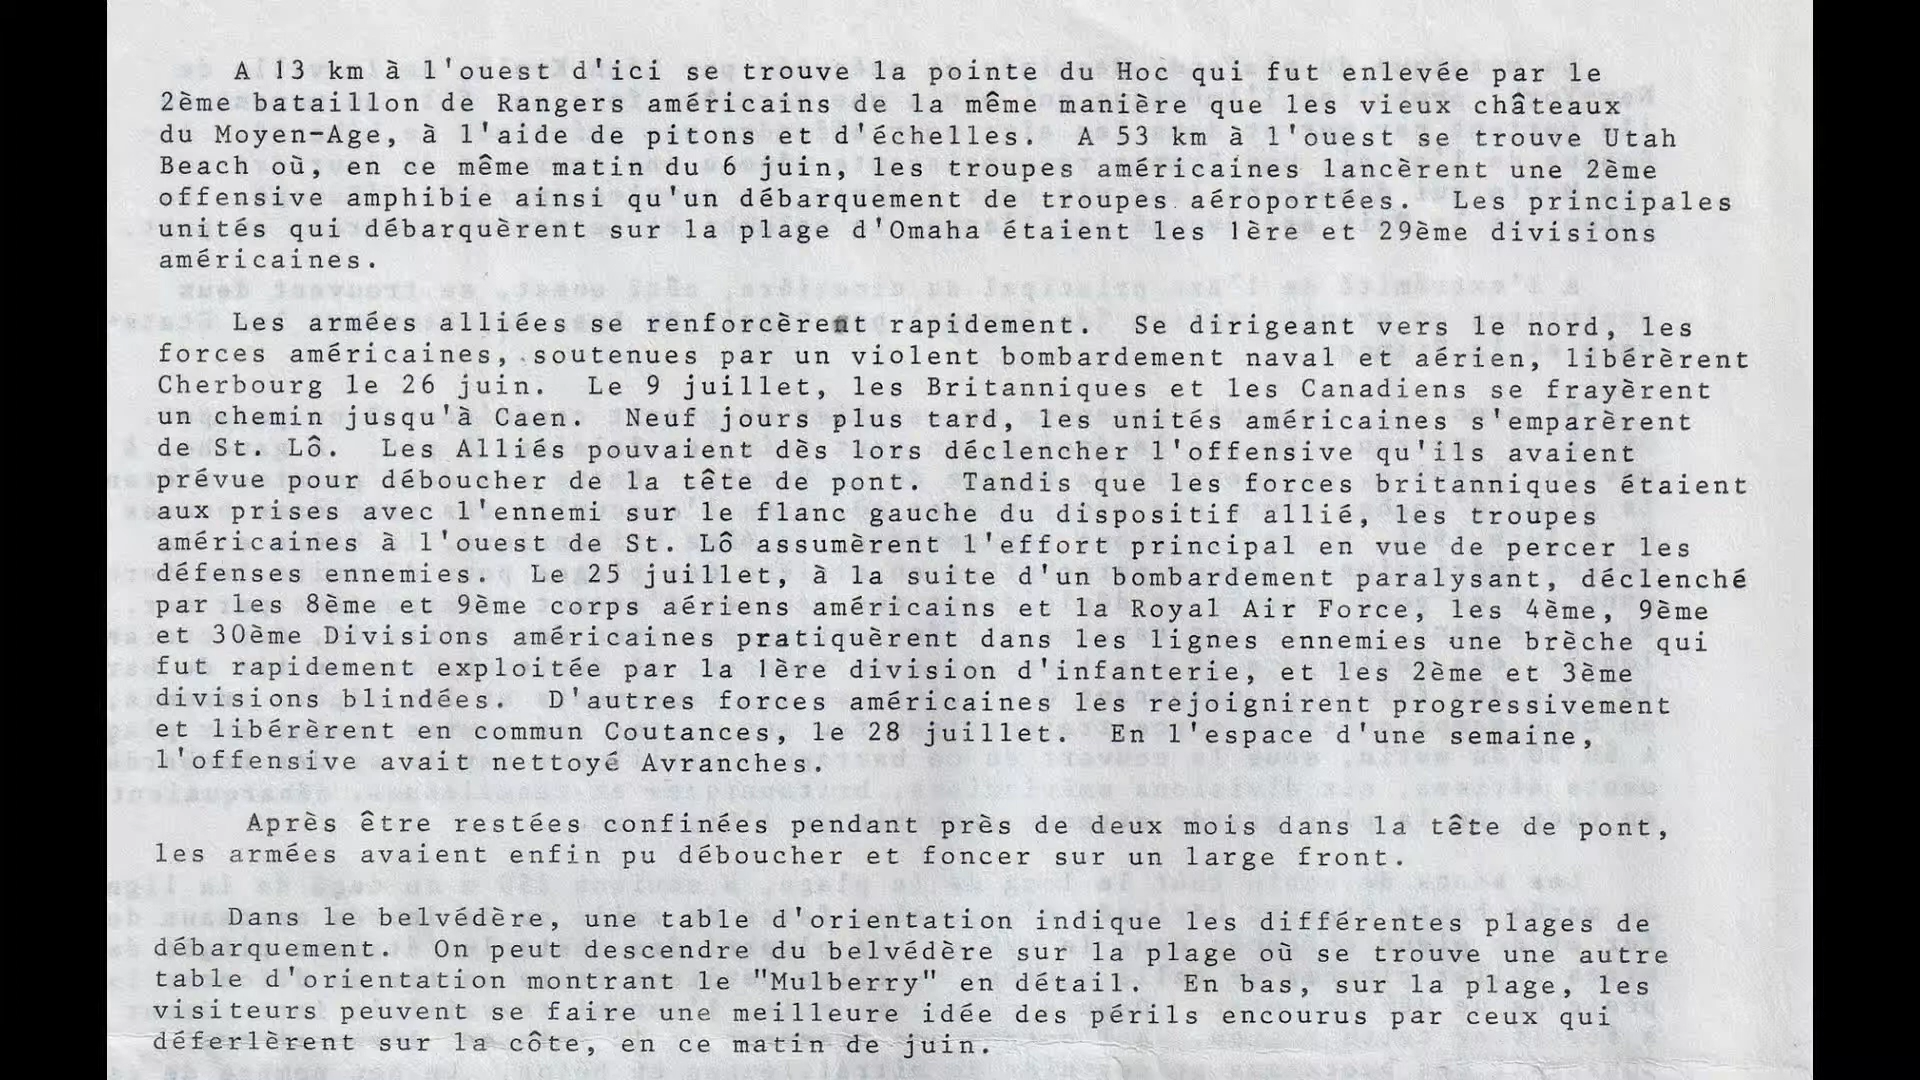 A 13 km à l'ouest d'ici se trouve la pointe du Hoc qui fut enlevée par le
2ème bataillon de Rangers américains de la même manière que les vieux châteaux
du Moyen-Age, à l'aide de pitons et d'échelles. A 53 km à l'ouest se trouve Utah
Beach où, en ce même matin du 6 juin, les troupes américaines lancèrent une 2ème
offensive amphibie ainsi qu'un débarquement de troupes aéroportées. Les principales
unités qui débarquèrent sur la plage d'Omaha étaient les 1ère et 29ème divisions
américaines.
Les armées alliées se renforcèrent rapidement. Se dirigeant vers le nord, les
forces américaines, soutenues par un violent bombardement naval et aérien, libérèrent
Cherbourg le 26 juin. Le 9 juillet, les Britanniques et les Canadiens se frayèrent
un chemin jusqu'à Caen. Neuf jours plus tard, les unités américaines s'emparèrent
de St. Lô. Les Alliés pouvaient dès lors déclencher l'offensive qu'ils avaient
prévue pour déboucher de la tête de pont. Tandis que les forces britanniques étaient
aux prises avec l'ennemi sur le flanc gauche du dispositif allié, les troupes
américaines à l'ouest de St. Lô assumèrent l'effort principal en vue de percer les
défenses ennemies. Le 25 juillet, à la suite d'un bombardement paralysant, déclenché
par les 8ème et 9ème corps aériens américains et la Royal Air Force, les 4ème, 9ème
et 30ème Divisions américaines pratiquèrent dans les lignes ennemies une brèche qui
fut rapidement exploitée par la 1ère division d'infanterie, et les 2ème et 3ème
divisions blindées. D'autres forces américaines les rejoignirent progressivement
et libérèrent en commun Coutances, le 28 juillet. En l'espace d'une semaine,
l'offensive avait nettoyé Avranches.
Après être restées confinées pendant près de deux mois dans la tête de pont,
les armées avaient enfin pu déboucher et foncer sur un large front.
Dans le belvédère, une table d'orientation indique les différentes plages de
débarquement. On peut descendre du belvédère sur la plage où se trouve une autre
table d'orientation montrant le "Mulberry" en détail. En bas, sur la plage, les
visiteurs peuvent se faire une meilleure idée des périls encourus par ceux qui
déferlèrent sur la côte, en ce matin de juin.